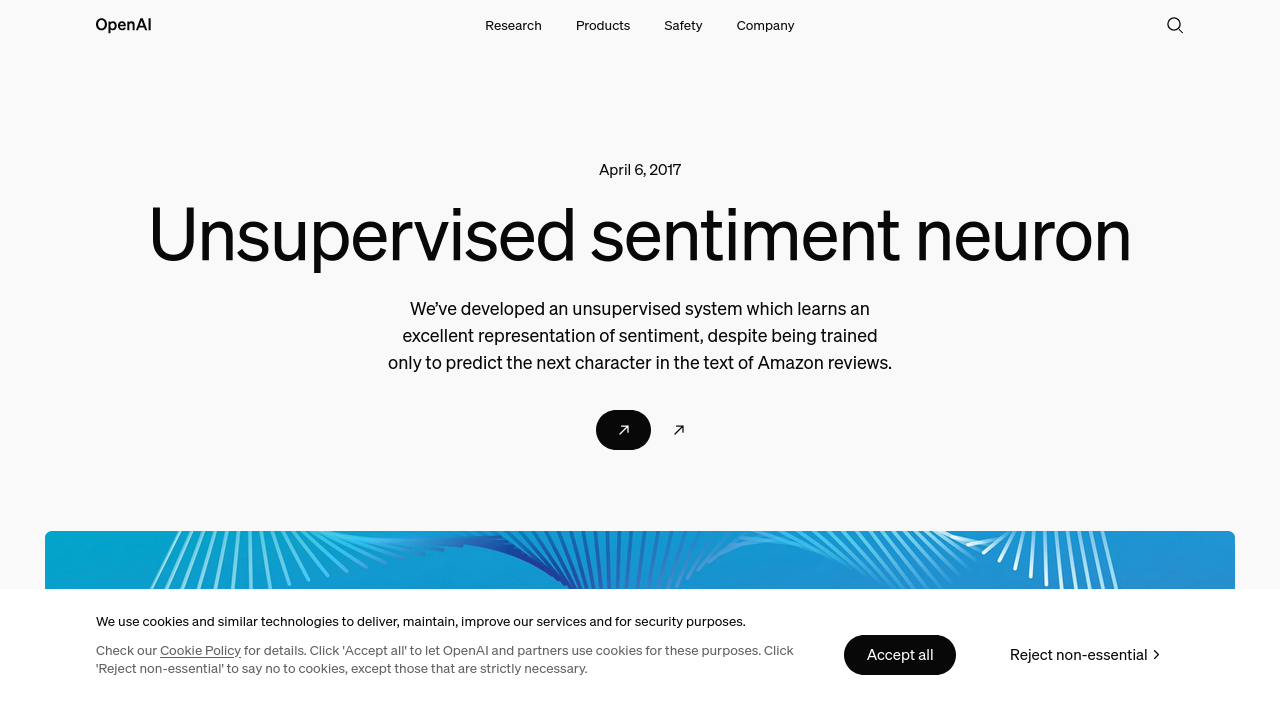 OpenAI
Research
Products
Safety
Company
April 6, 2017
Unsupervised sentiment neuron
We’ve developed an unsupervised system which learns an
excellent representation of sentiment, despite being trained
only to predict the next character in the text of Amazon reviews.
We use cookies and similar technologies to deliver, maintain, improve our services and for security purposes.
Check our Cookie Policy for details. Click 'Accept all' to let OpenAI and partners use cookies for these purposes. Click
'Reject non-essential' to say no to cookies, except those that are strictly necessary.
Accept all
Reject non-essential